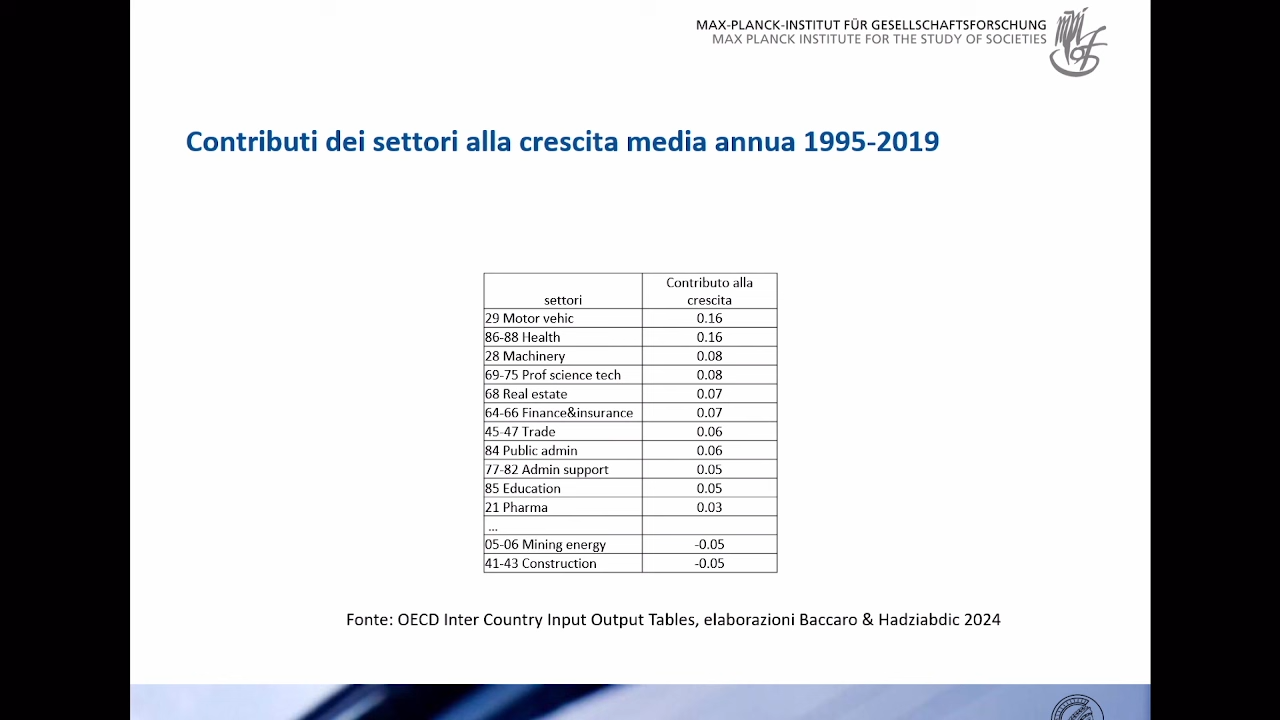 MAX-PLANCK-INSTITUT FÜR GESELLSCHAFTSFORSCHUNG
MAX PLANCK INSTITUTE FOR THE STUDY OF SOCIETIES
Contributi dei settori alla crescita media annua 1995-2019
settori Contributo alla crescita
29 Motor vehic 0.16
86-88 Health 0.16
28 Machinery 0.08
69-75 Prof science tech 0.08
68 Real estate 0.07
64-66 Finance&insurance 0.07
45-47 Trade 0.06
84 Public admin 0.06
77-82 Admin support 0.05
85 Education 0.05
21 Pharma 0.03
...
05-06 Mining energy -0.05
41-43 Construction -0.05
Fonte: OECD Inter Country Input Output Tables, elaborazioni Baccaro & Hadziabdic 2024